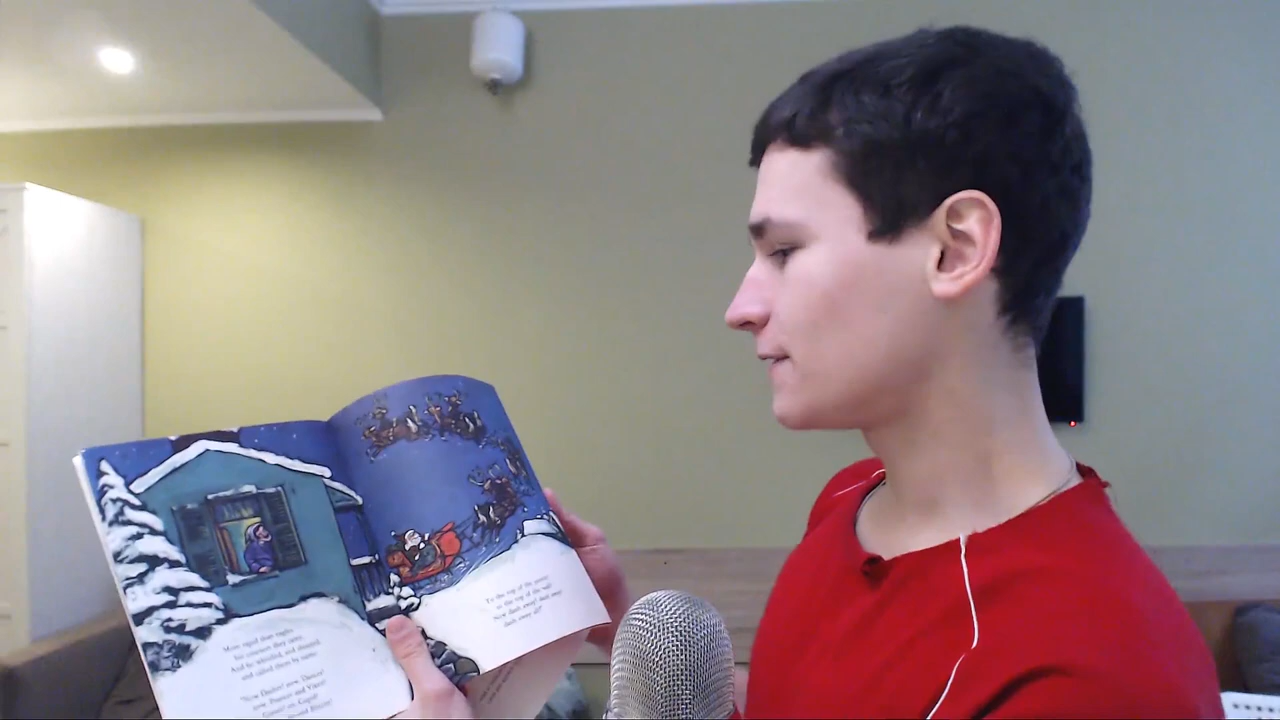 More rapid than eagles
his coursers they came,
And he whistled, and shouted,
and called them by name:
"Now Dasher! now, Dancer!
now, Prancer and Vixen!
Comet! on, Cupid!
and Blitzen!
To the top of the porch!
to the top of the wall!
Now dash away! dash away!
dash away all!"